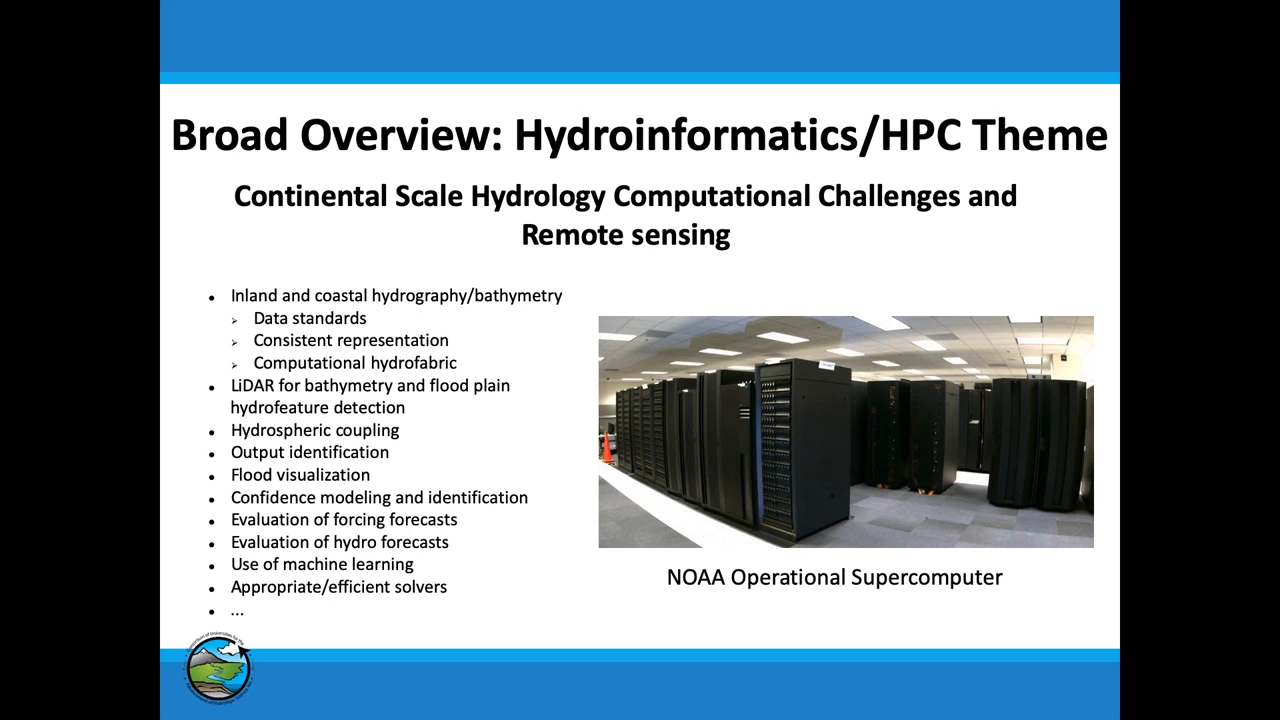 Broad Overview: Hydroinformatics/HPC Theme
Continental Scale Hydrology Computational Challenges and
Remote sensing
• Inland and coastal hydrography/bathymetry
➢ Data standards
➢ Consistent representation
➢ Computational hydrofabric
• LiDAR for bathymetry and flood plain
hydrofeature detection
• Hydrospheric coupling
• Output identification
• Flood visualization
• Confidence modeling and identification
• Evaluation of forcing forecasts
• Evaluation of hydro forecasts
• Use of machine learning
• Appropriate/efficient solvers
• ...
NOAA Operational Supercomputer